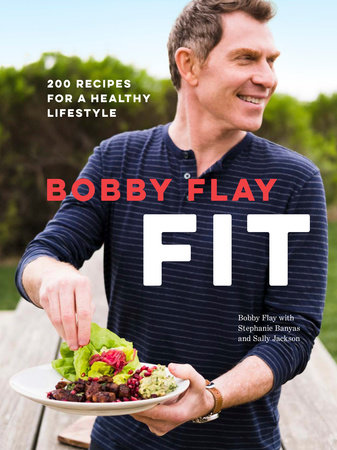 200 RECIPES
FOR A HEALTHY
LIFESTYLE
BOBBY FLAY
FIT
Bobby Flay with
Stephanie Banyas
and Sally Jackson